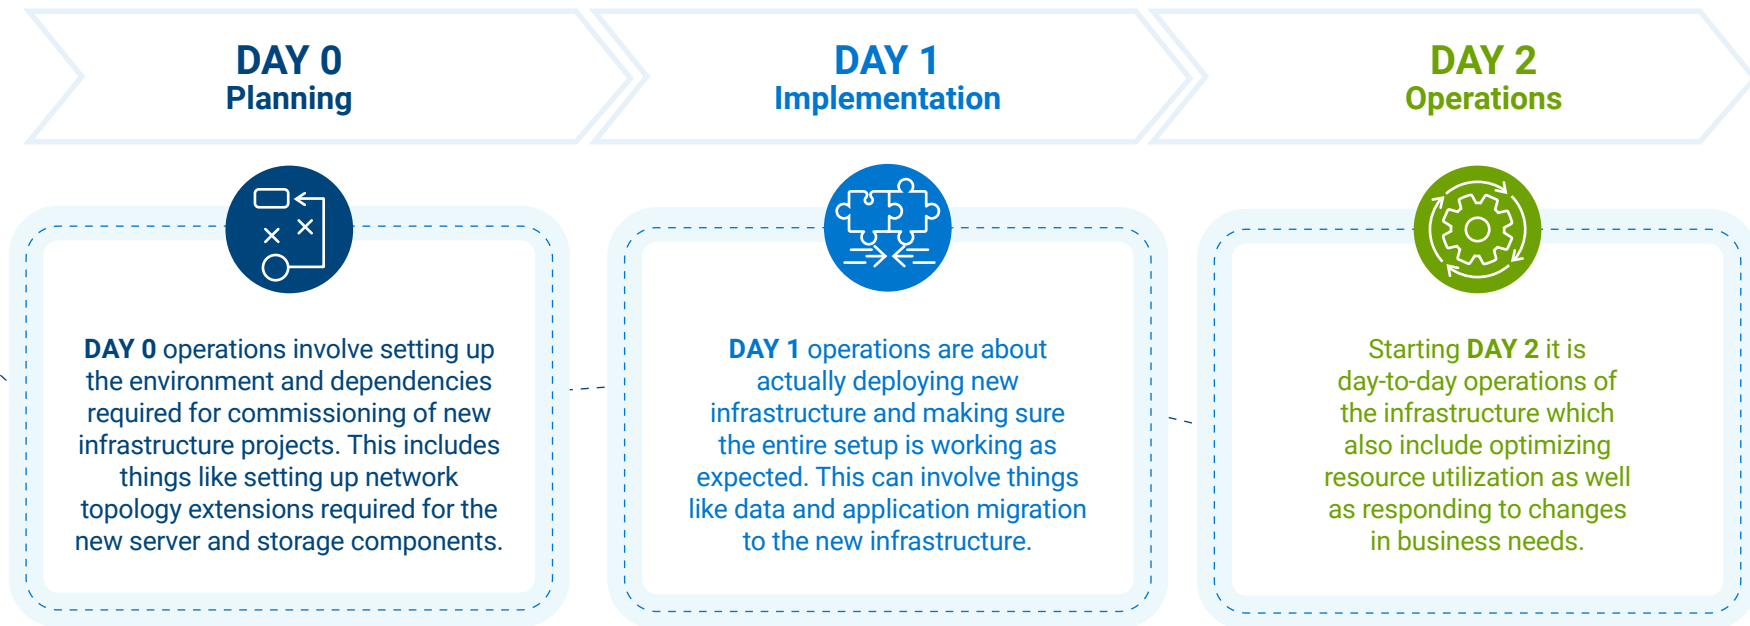 DAY 0
Planning
DAY 1
Implementation
DAY 2
Operations
DAY 0 operations involve setting up
the environment and dependencies
required for commissioning of new
infrastructure projects. This includes
things like setting up network
topology extensions required for the
new server and storage components.
DAY 1 operations are about
actually deploying new
infrastructure and making sure
the entire setup is working as
expected. This can involve things
like data and application migration
to the new infrastructure.
Starting DAY 2 it is
day-to-day operations of
the infrastructure which
also include optimizing
resource utilization as well
as responding to changes
in business needs.